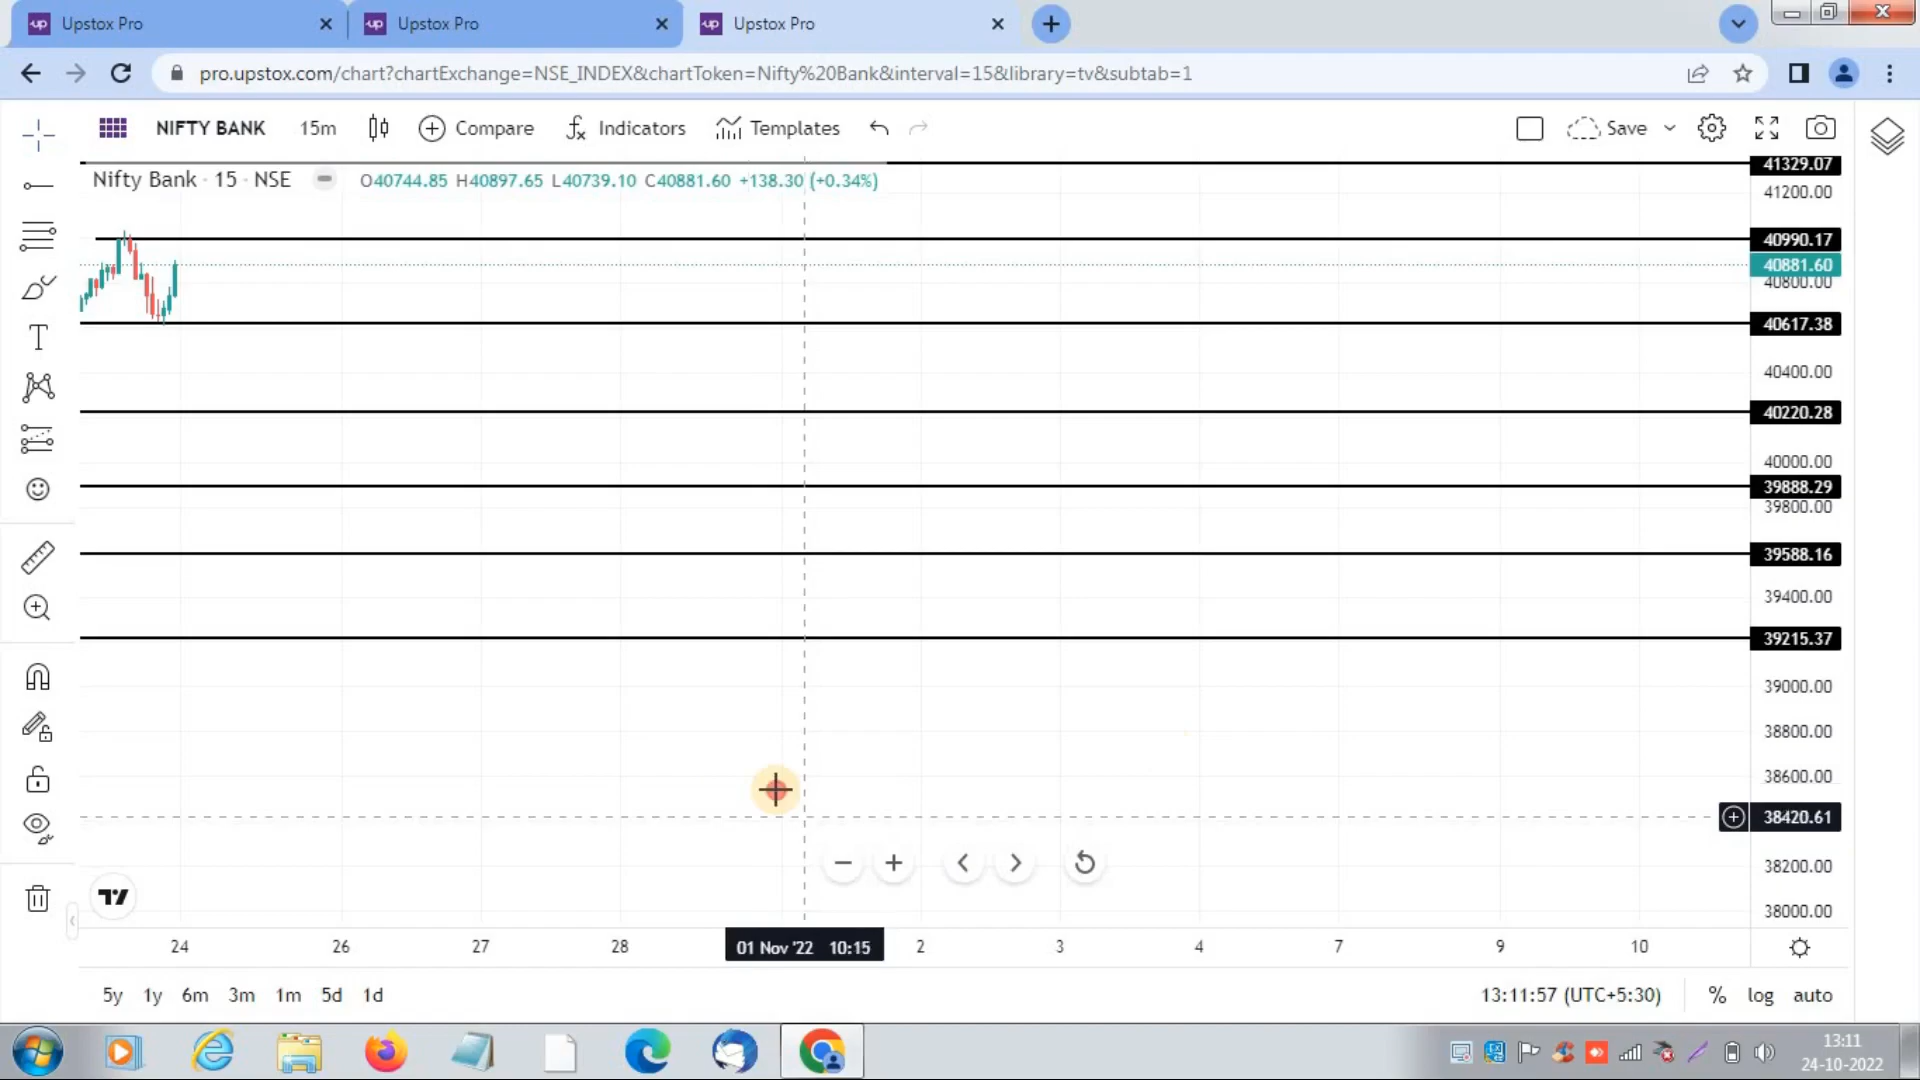 up Upstox Pro
up Upstox Pro
up Upstox Pro
pro.upstox.com/chart?chartExchange=NSE_INDEX&chartToken=Nifty%20Bank&interval=15&library=tv&subtab=1
NIFTY BANK 15m Compare Indicators Templates Save
Nifty Bank · 15 · NSE O40744.85 H40897.65 L40739.10 C40881.60 +138.30 (+0.34%)
41329.07
41200.00
40990.17
40881.60
40800.00
40617.38
40400.00
40220.28
40000.00
39888.29
39800.00
39588.16
39400.00
39215.37
39000.00
38800.00
38600.00
38420.61
38200.00
38000.00
24 26 27 28 01 Nov '22 10:15 2 3 4 7 9 10
5y 1y 6m 3m 1m 5d 1d 13:11:57 (UTC+5:30) % log auto
13:11
24-10-2022